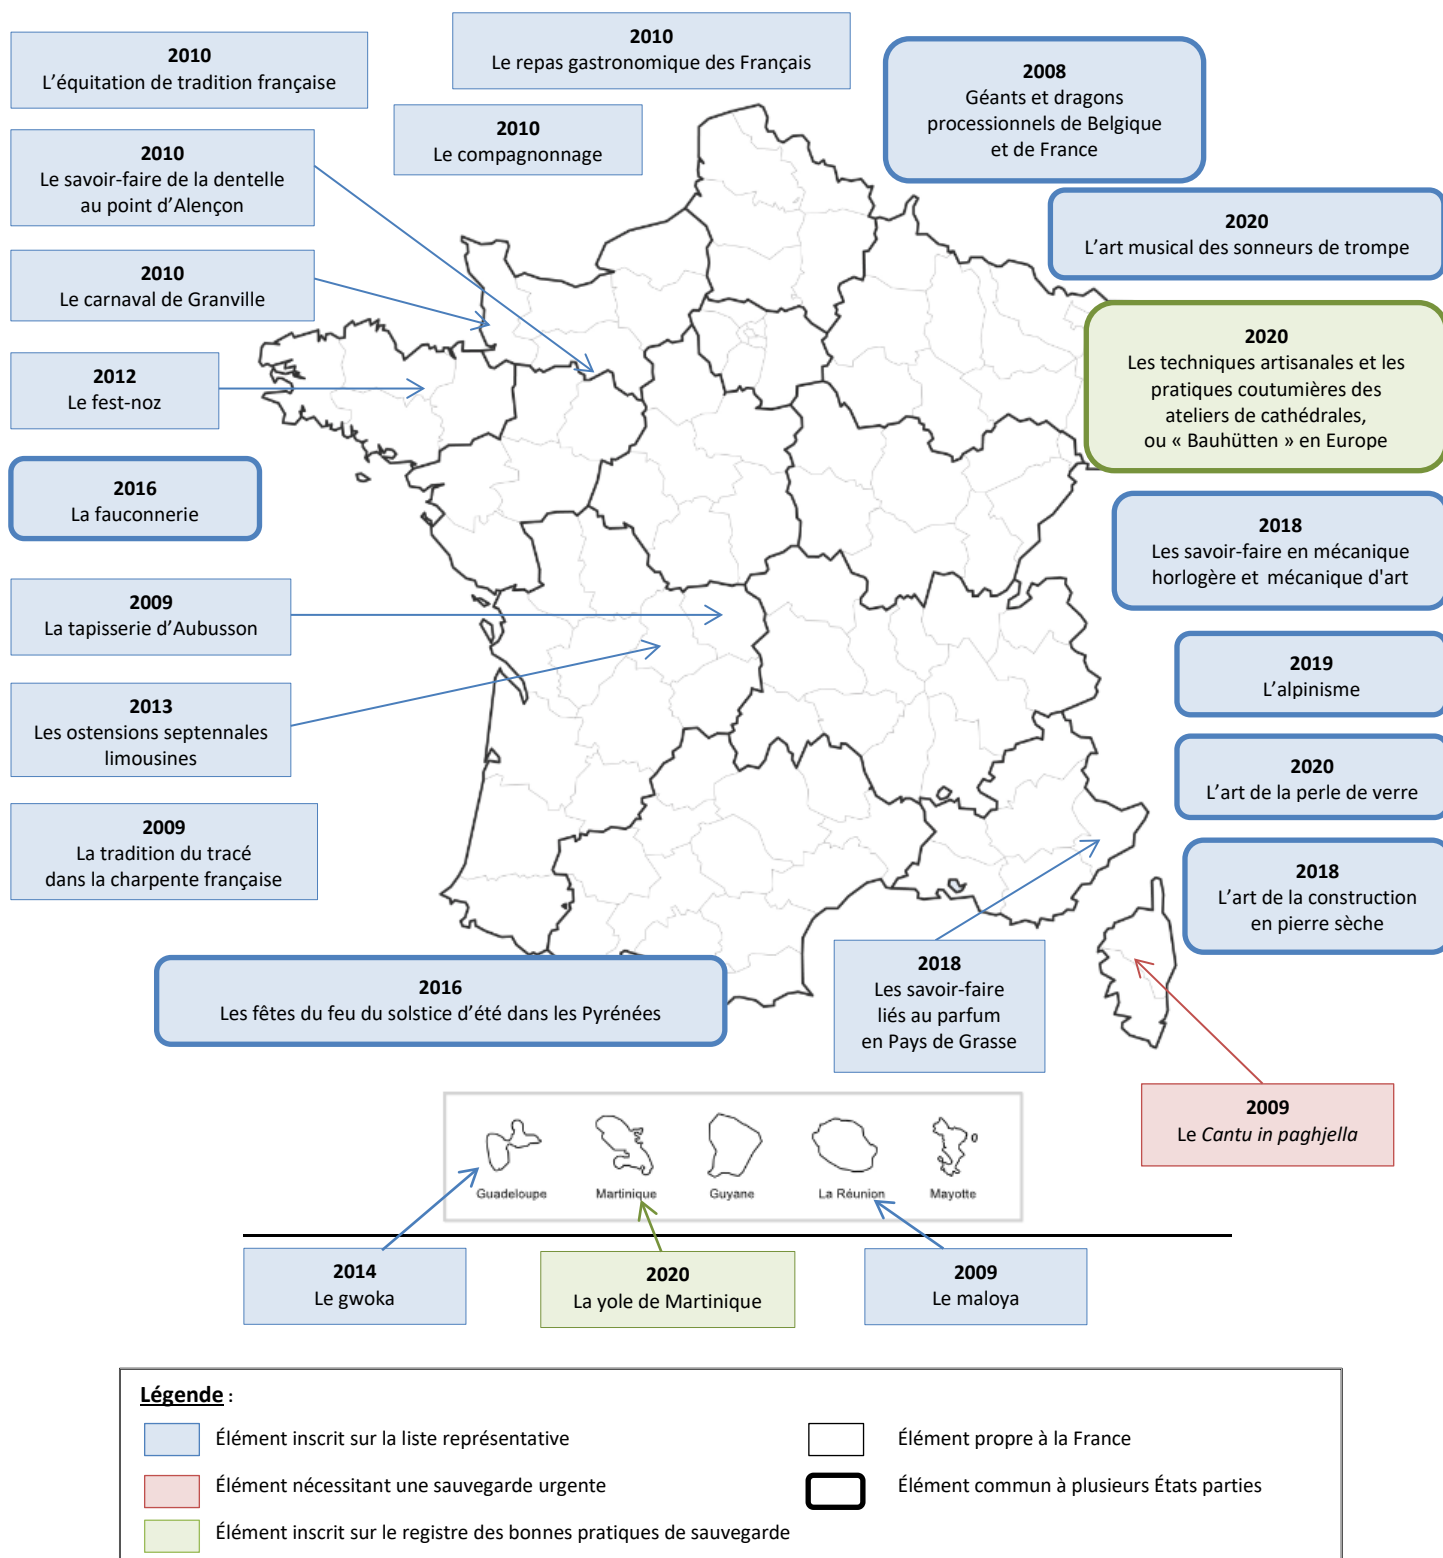 2010
L'équitation de tradition française
2010
Le repas gastronomique des Français
2008
Géants et dragons
processionnels de Belgique
et de France
2010
Le compagnonnage
2010
Le savoir-faire de la dentelle
au point d'Alençon
2020
L'art musical des sonneurs de trompe
2010
Le carnaval de Granville
2020
Les techniques artisanales et les
pratiques coutumières des
ateliers de cathédrales,
ou « Bauhütten » en Europe
2012
Le fest-noz
2016
La fauconnerie
2018
Les savoir-faire en mécanique
horlogère et mécanique d'art
2009
La tapisserie d'Aubusson
2019
L'alpinisme
2013
Les ostensions septennales
limousines
2020
L'art de la perle de verre
2009
La tradition du tracé
dans la charpente française
2018
L'art de la construction
en pierre sèche
2016
Les fêtes du feu du solstice d'été dans les Pyrénées
2018
Les savoir-faire
liés au parfum
en Pays de Grasse
2009
Le Cantu in paghjella
Guadeloupe
Martinique
Guyane
La Réunion
Mayotte
2014
Le gwoka
2020
La yole de Martinique
2009
Le maloya
Légende :
Élément inscrit sur la liste représentative
Élément propre à la France
Élément nécessitant une sauvegarde urgente
Élément commun à plusieurs États parties
Élément inscrit sur le registre des bonnes pratiques de sauvegarde